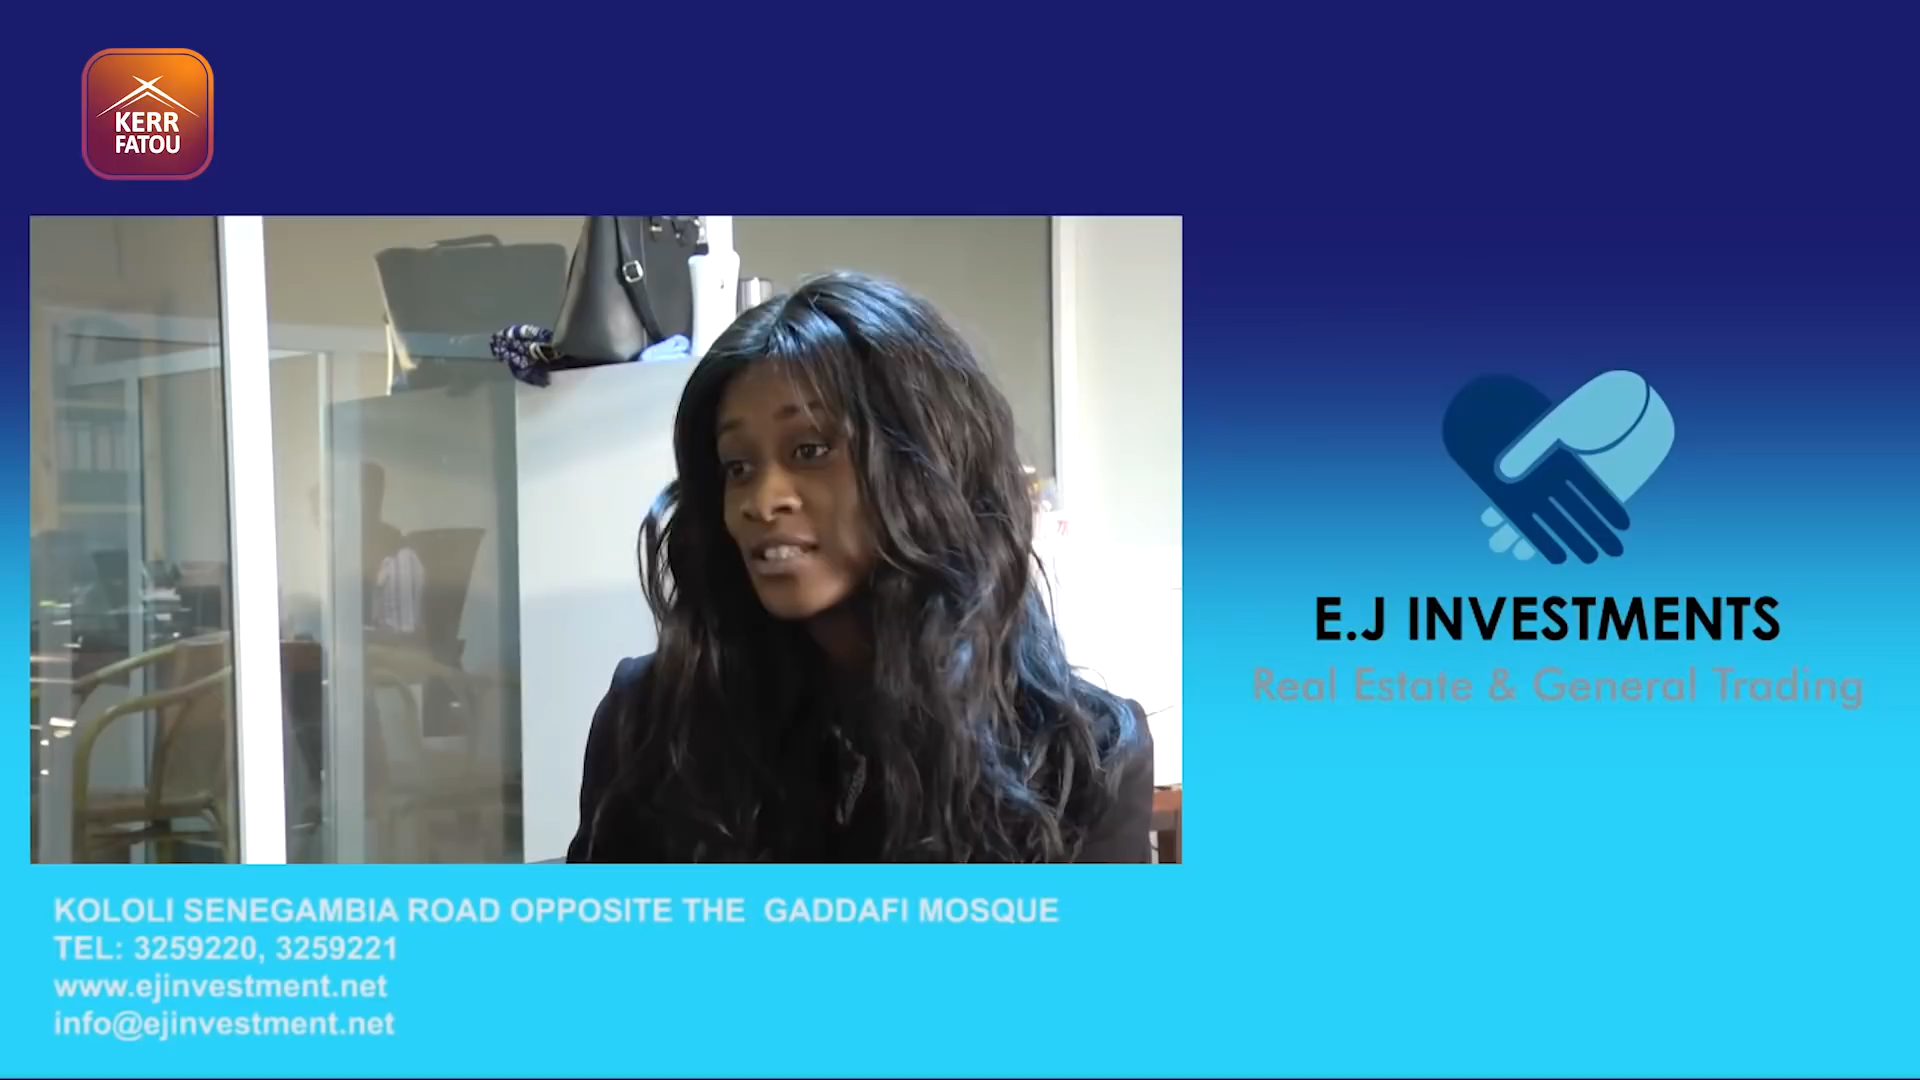 KERR
FATOU
E.J INVESTMENTS
Real Estate & General Trading
KOLOLI SENEGAMBIA ROAD OPPOSITE THE  GADDAFI MOSQUE
TEL: 3259220, 3259221
www.ejinvestment.net
info@ejinvestment.net